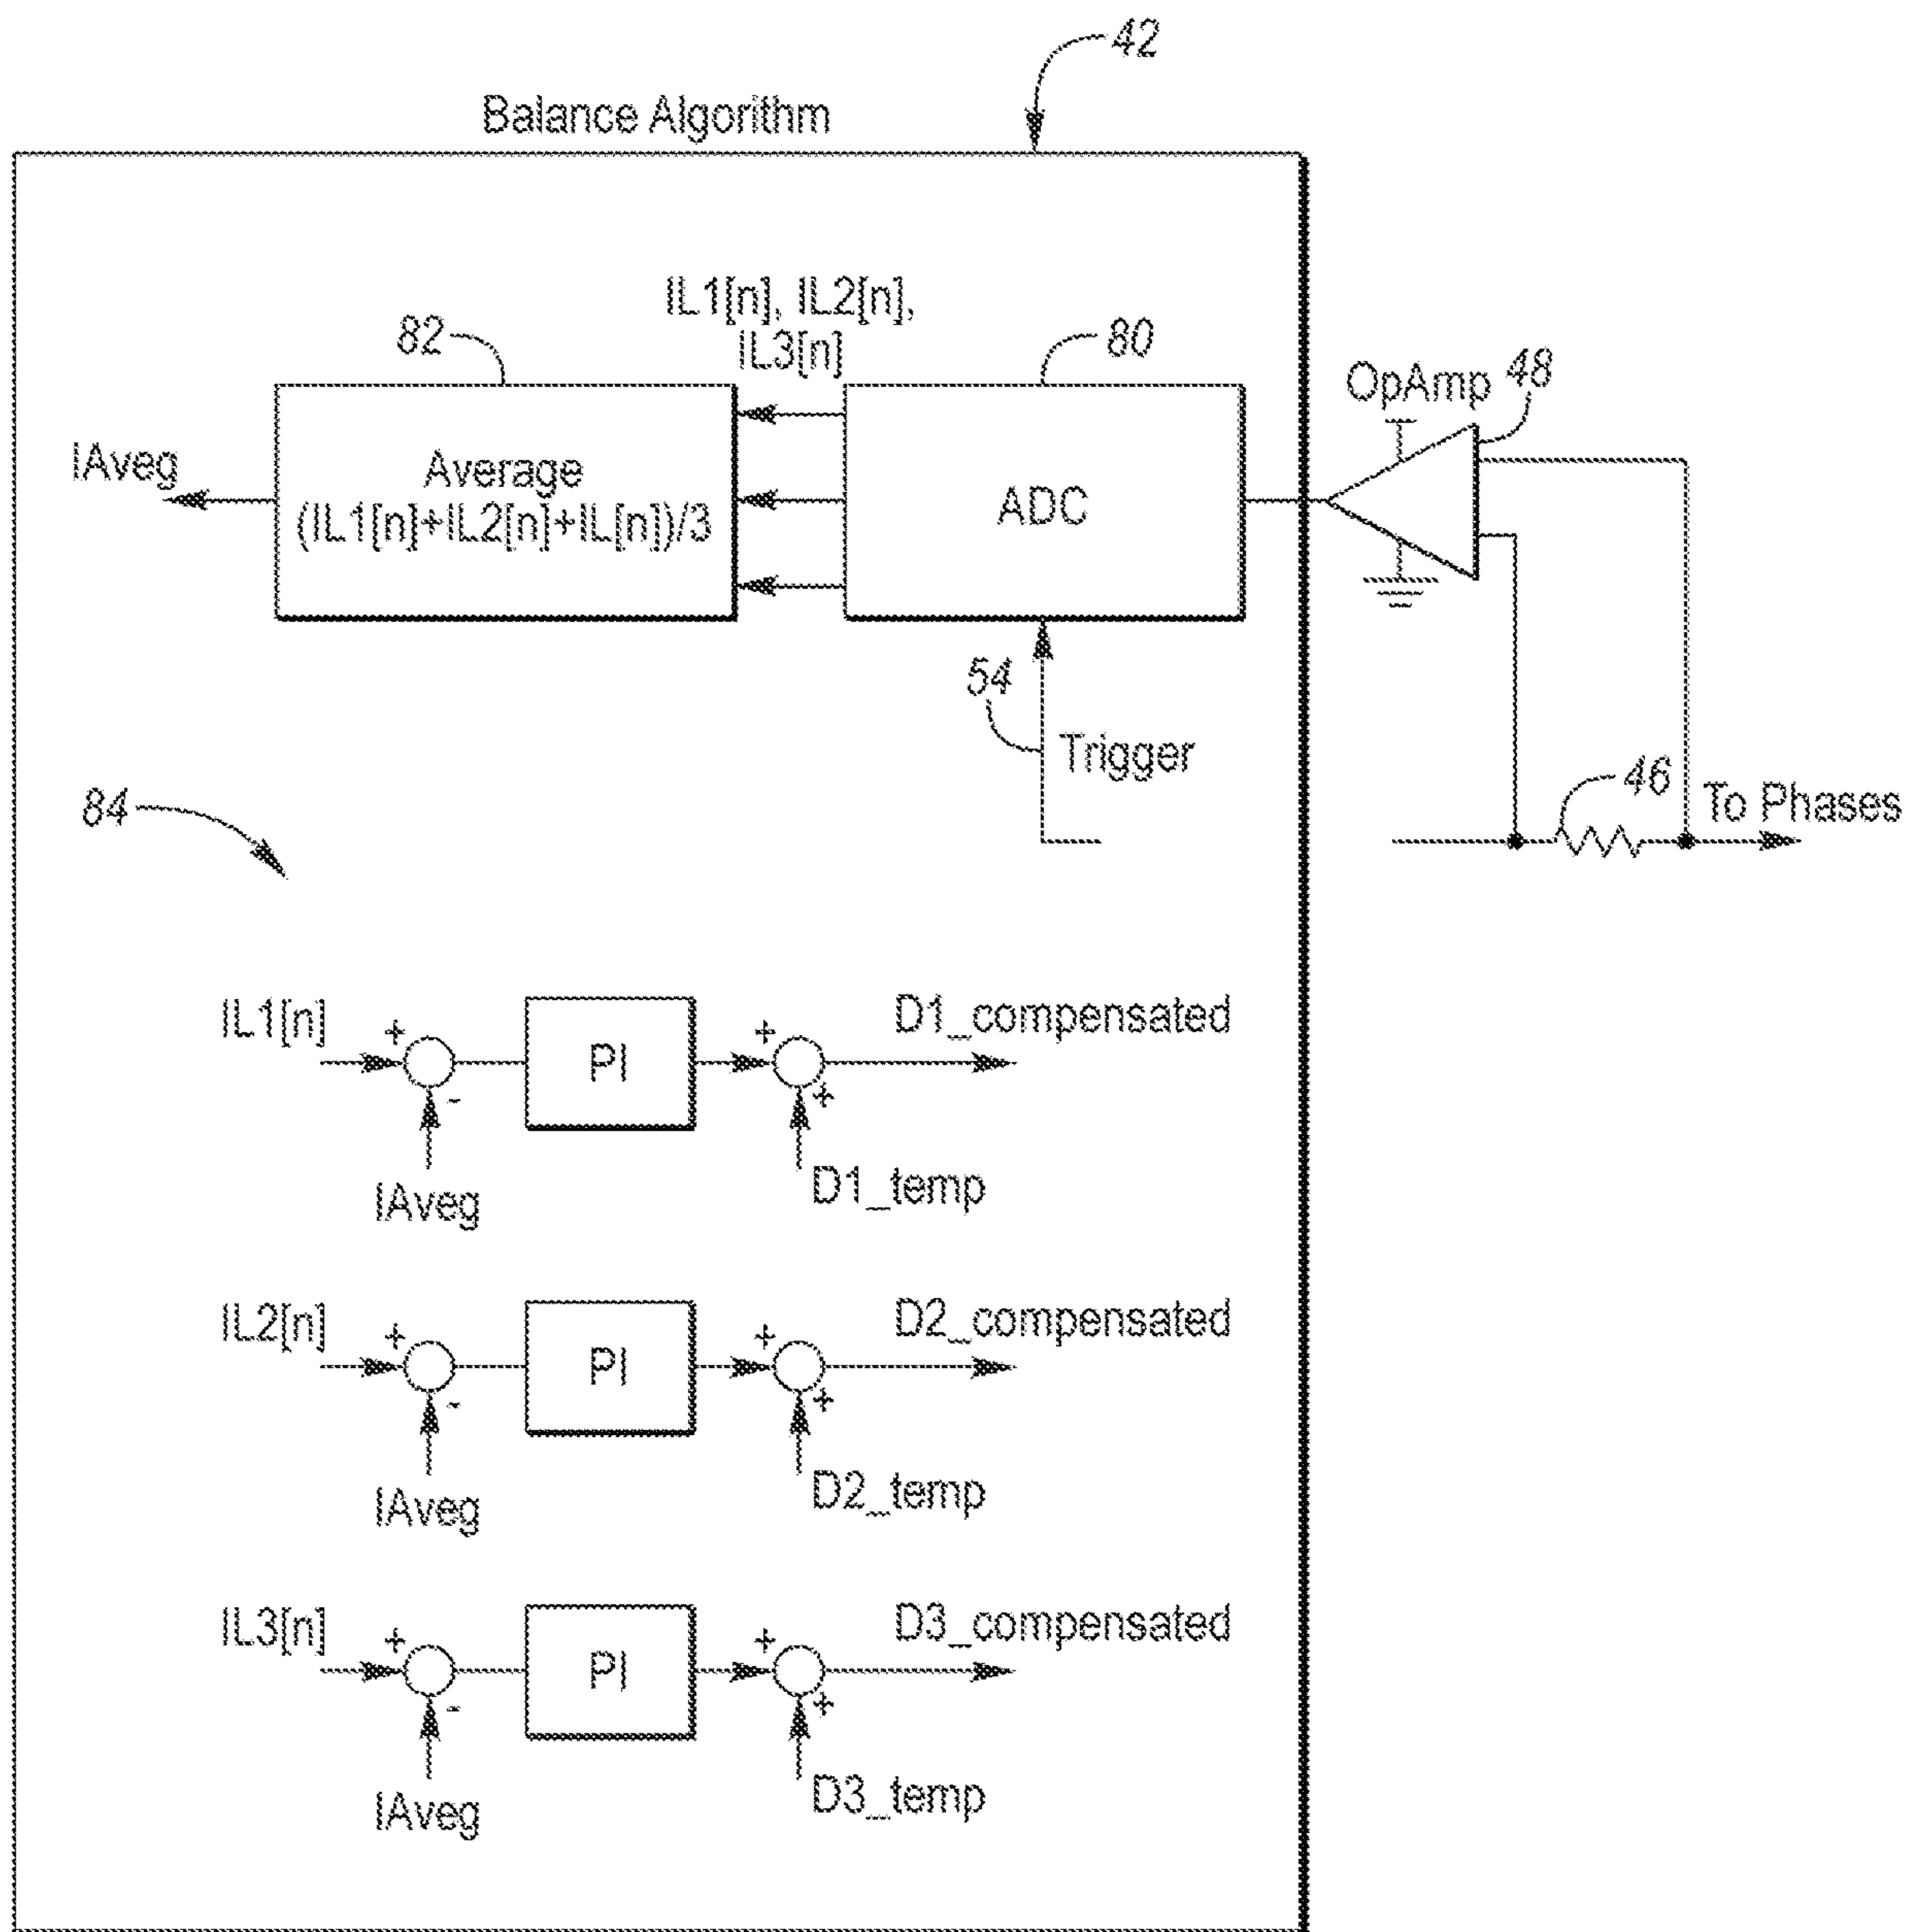 42
Balance Algorithm
IL1[n], IL2[n],
IL3[n]
82
80
OpAmp
48
IAveg
Average
(IL1[n]+IL2[n]+IL[n])/3
ADC
54
Trigger
46
To Phases
84
IL1[n]
+
-
PI
+
+
D1_compensated
IAveg
D1_temp
IL2[n]
+
-
PI
+
+
D2_compensated
IAveg
D2_temp
IL3[n]
+
-
PI
+
+
D3_compensated
IAveg
D3_temp